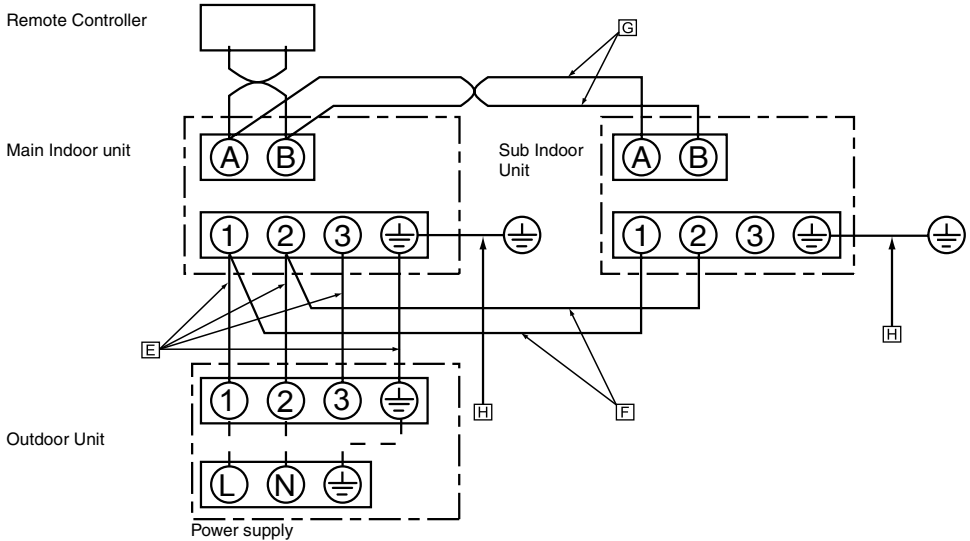 Remote Controller
G
Main Indoor unit
A B
Sub Indoor
Unit
A B
1 2 3
1 2 3
E
H
F
H
1 2 3
Outdoor Unit
L N
Power supply